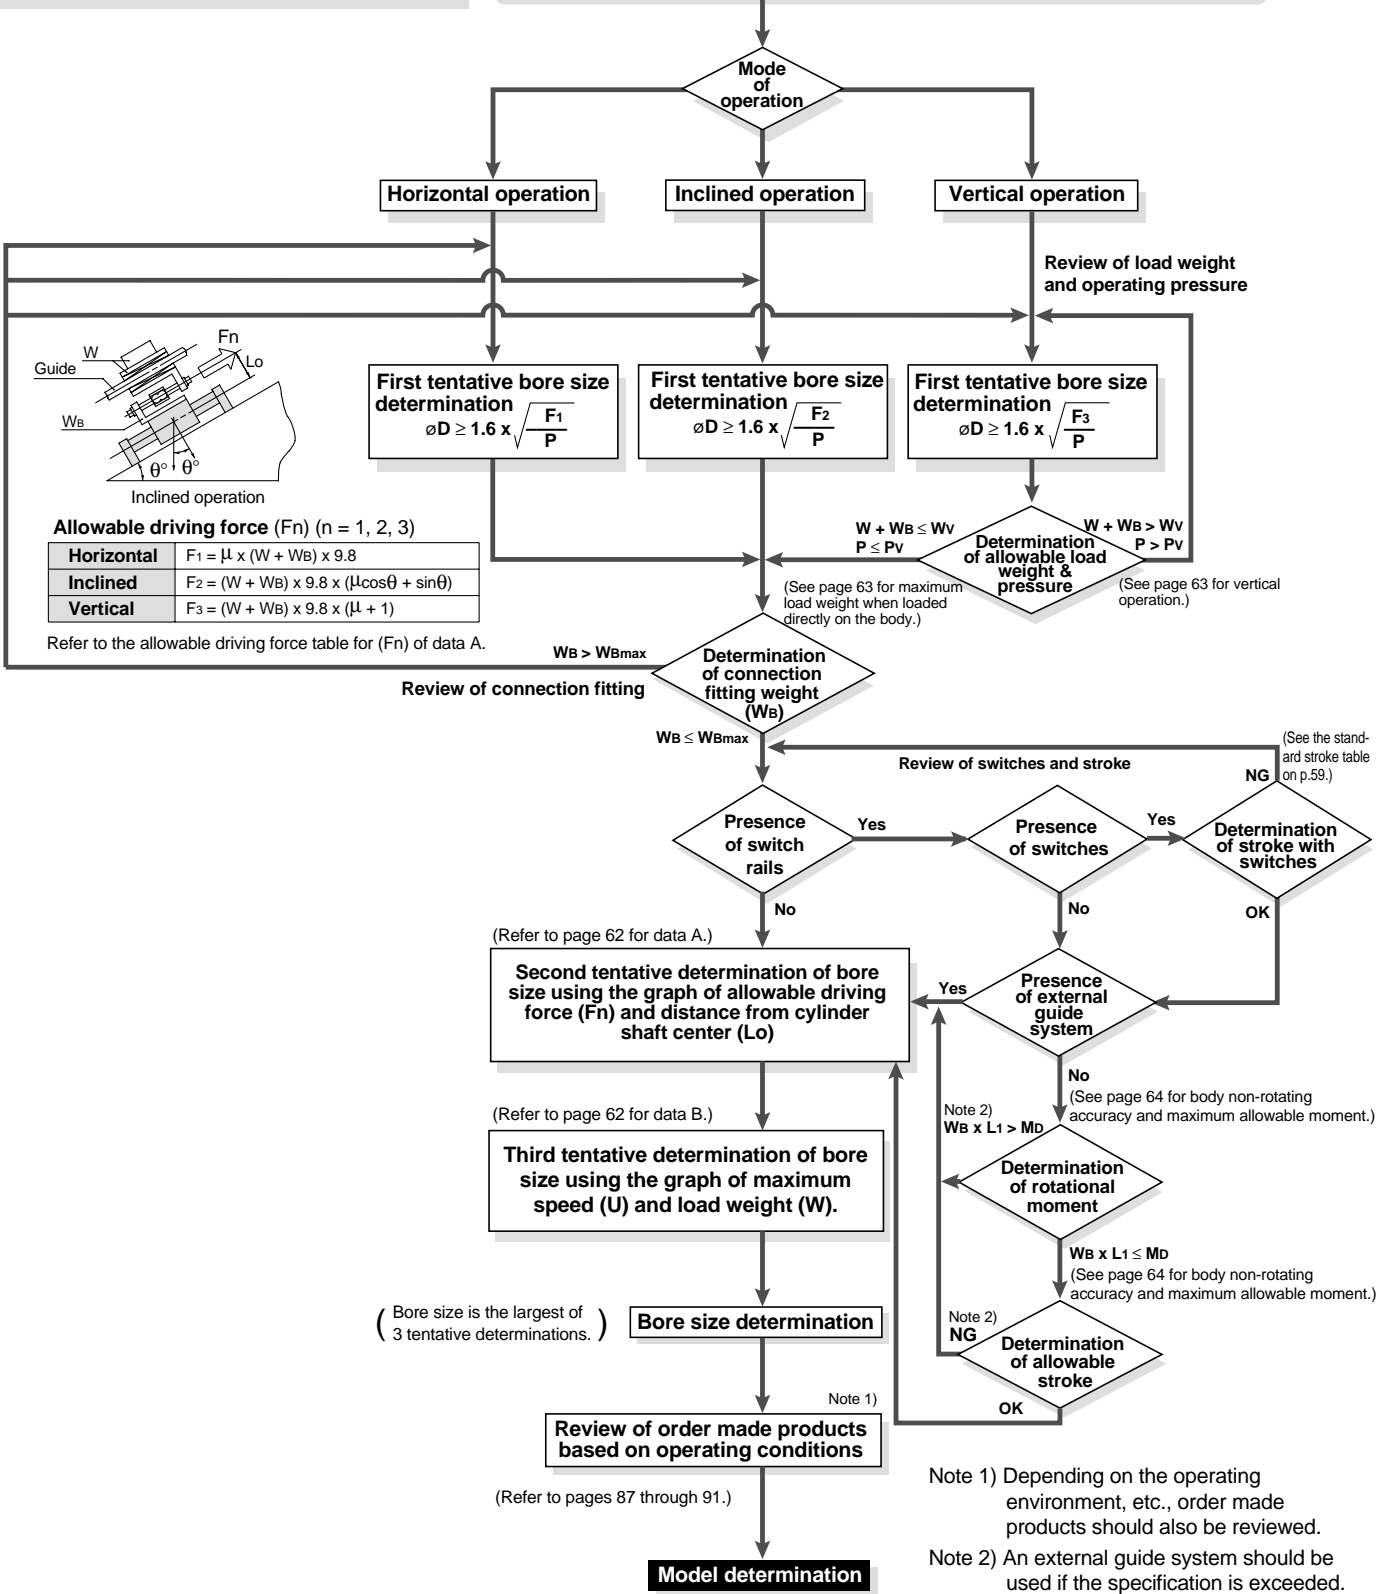 Mode
of
operation
Horizontal operation
Inclined operation
Vertical operation
Review of load weight
and operating pressure
W
Guide
WB
Fn
Lo
θ° θ°
Inclined operation
First tentative bore size
determination
øD ≥ 1.6 x √ F1
P
First tentative bore size
determination
øD ≥ 1.6 x √ F2
P
First tentative bore size
determination
øD ≥ 1.6 x √ F3
P
Allowable driving force (Fn) (n = 1, 2, 3)
Horizontal F1 = μ x (W + WB) x 9.8
Inclined F2 = (W + WB) x 9.8 x (μcosθ + sinθ)
Vertical F3 = (W + WB) x 9.8 x (μ + 1)
Refer to the allowable driving force table for (Fn) of data A.
W + WB ≤ WV
P ≤ PV
Determination
of allowable load
weight &
pressure
W + WB > WV
P > PV
(See page 63 for maximum
load weight when loaded
directly on the body.)
(See page 63 for vertical
operation.)
WB > WBmax
Review of connection fitting
Determination
of connection
fitting weight
(WB)
WB ≤ WBmax
Review of switches and stroke
(See the stand-
ard stroke table
on p.59.)
NG
Presence
of switch
rails
Yes
Presence
of switches
Yes
Determination
of stroke with
switches
No
No
OK
(Refer to page 62 for data A.)
Second tentative determination of bore
size using the graph of allowable driving
force (Fn) and distance from cylinder
shaft center (Lo)
Yes
Presence
of external
guide
system
No
(See page 64 for body non-rotating
accuracy and maximum allowable moment.)
(Refer to page 62 for data B.)
Note 2)
WB x L1 > MD
Third tentative determination of bore
size using the graph of maximum
speed (U) and load weight (W).
Determination
of rotational
moment
WB x L1 ≤ MD
(See page 64 for body non-rotating
accuracy and maximum allowable moment.)
( Bore size is the largest of
3 tentative determinations. )
Bore size determination
Note 2)
NG
Determination
of allowable
stroke
OK
Note 1)
Review of order made products
based on operating conditions
(Refer to pages 87 through 91.)
Model determination
Note 1) Depending on the operating
environment, etc., order made
products should also be reviewed.
Note 2) An external guide system should be
used if the specification is exceeded.